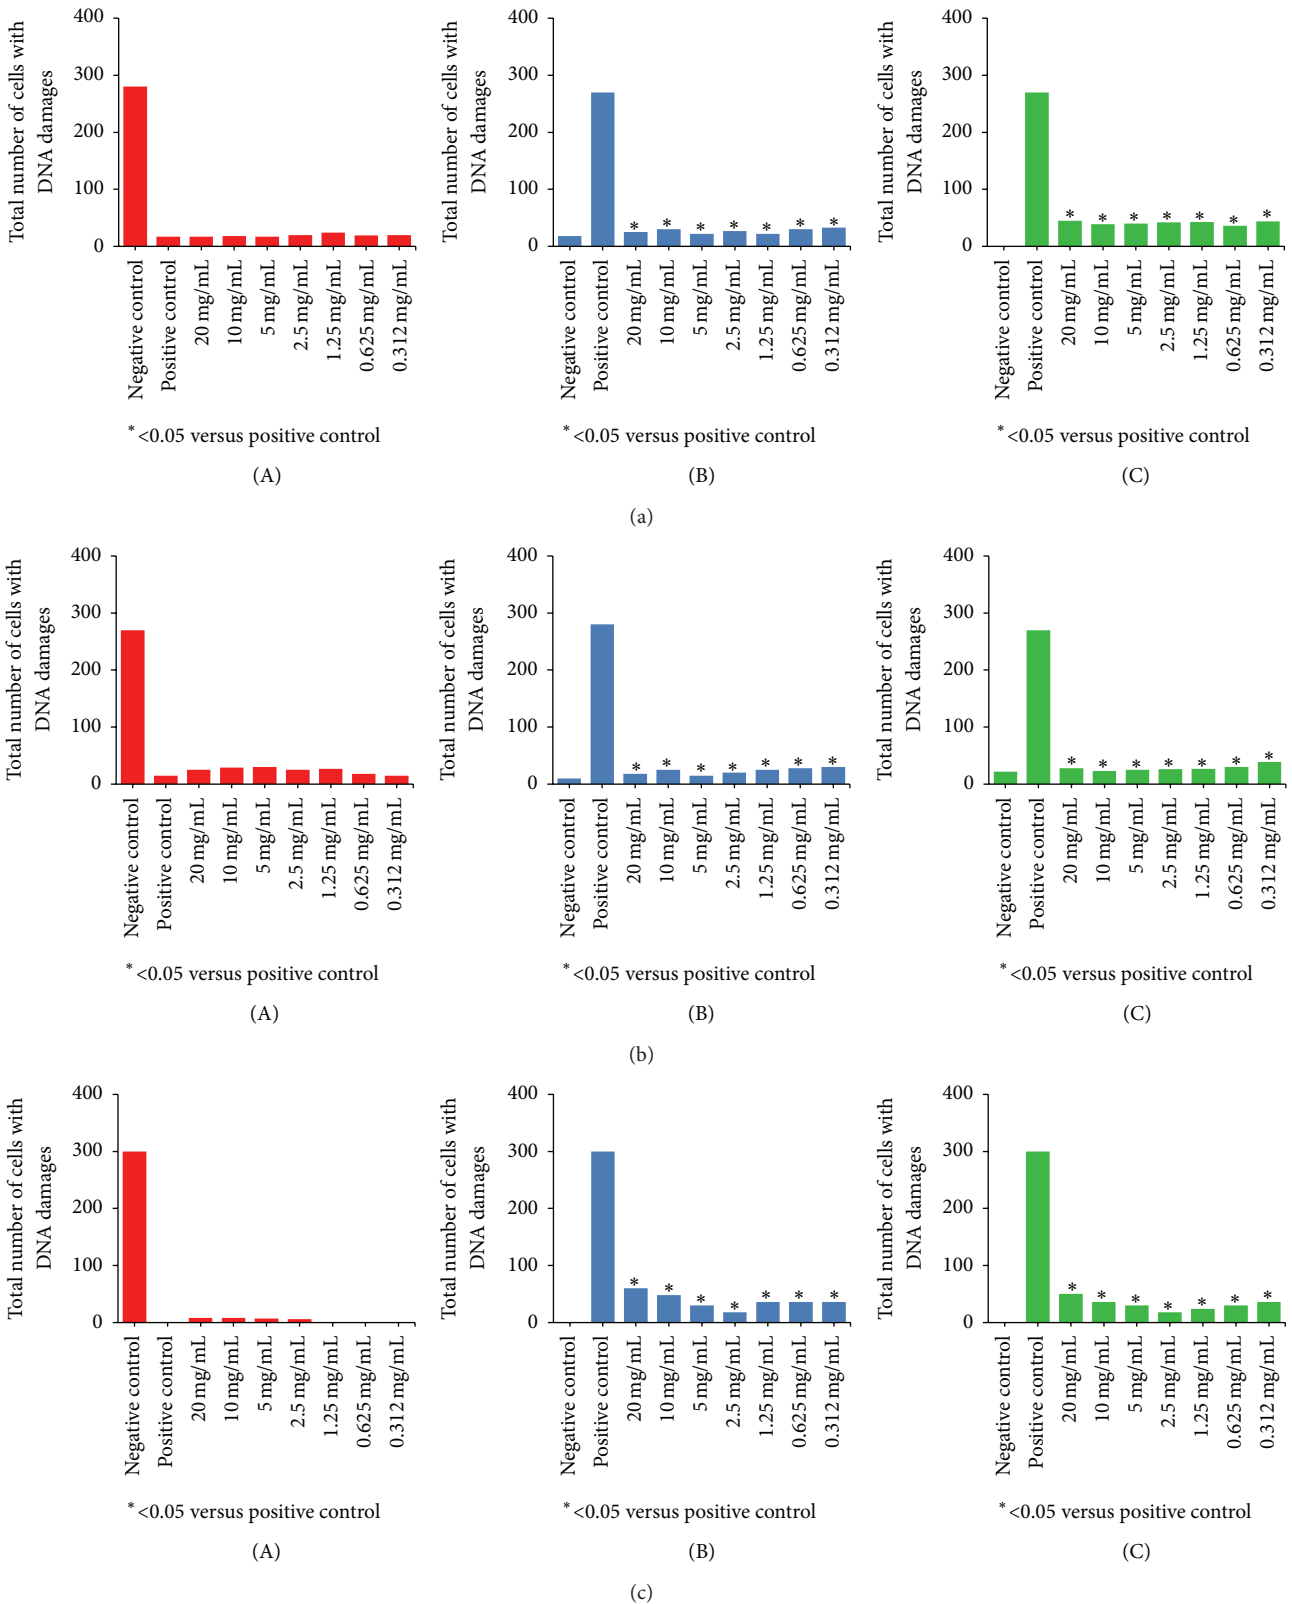 Total number of cells with
DNA damages
400
300
200
100
0
Negative control
Positive control
20 mg/mL
10 mg/mL
5 mg/mL
2.5 mg/mL
1.25 mg/mL
0.625 mg/mL
0.312 mg/mL
*<0.05 versus positive control
(A)
Total number of cells with
DNA damages
400
300
200
100
0
* * * * * * *
Negative control
Positive control
20 mg/mL
10 mg/mL
5 mg/mL
2.5 mg/mL
1.25 mg/mL
0.625 mg/mL
0.312 mg/mL
*<0.05 versus positive control
(B)
Total number of cells with
DNA damages
400
300
200
100
0
* * * * * * *
Negative control
Positive control
20 mg/mL
10 mg/mL
5 mg/mL
2.5 mg/mL
1.25 mg/mL
0.625 mg/mL
0.312 mg/mL
*<0.05 versus positive control
(C)
(a)
Total number of cells with
DNA damages
400
300
200
100
0
Negative control
Positive control
20 mg/mL
10 mg/mL
5 mg/mL
2.5 mg/mL
1.25 mg/mL
0.625 mg/mL
0.312 mg/mL
*<0.05 versus positive control
(A)
Total number of cells with
DNA damages
400
300
200
100
0
* * * * * * *
Negative control
Positive control
20 mg/mL
10 mg/mL
5 mg/mL
2.5 mg/mL
1.25 mg/mL
0.625 mg/mL
0.312 mg/mL
*<0.05 versus positive control
(B)
Total number of cells with
DNA damages
400
300
200
100
0
* * * * * * *
Negative control
Positive control
20 mg/mL
10 mg/mL
5 mg/mL
2.5 mg/mL
1.25 mg/mL
0.625 mg/mL
0.312 mg/mL
*<0.05 versus positive control
(C)
(b)
Total number of cells with
DNA damages
400
300
200
100
0
Negative control
Positive control
20 mg/mL
10 mg/mL
5 mg/mL
2.5 mg/mL
1.25 mg/mL
0.625 mg/mL
0.312 mg/mL
*<0.05 versus positive control
(A)
Total number of cells with
DNA damages
400
300
200
100
0
* * * * * * *
Negative control
Positive control
20 mg/mL
10 mg/mL
5 mg/mL
2.5 mg/mL
1.25 mg/mL
0.625 mg/mL
0.312 mg/mL
*<0.05 versus positive control
(B)
Total number of cells with
DNA damages
400
300
200
100
0
* * * * * * *
Negative control
Positive control
20 mg/mL
10 mg/mL
5 mg/mL
2.5 mg/mL
1.25 mg/mL
0.625 mg/mL
0.312 mg/mL
*<0.05 versus positive control
(C)
(c)